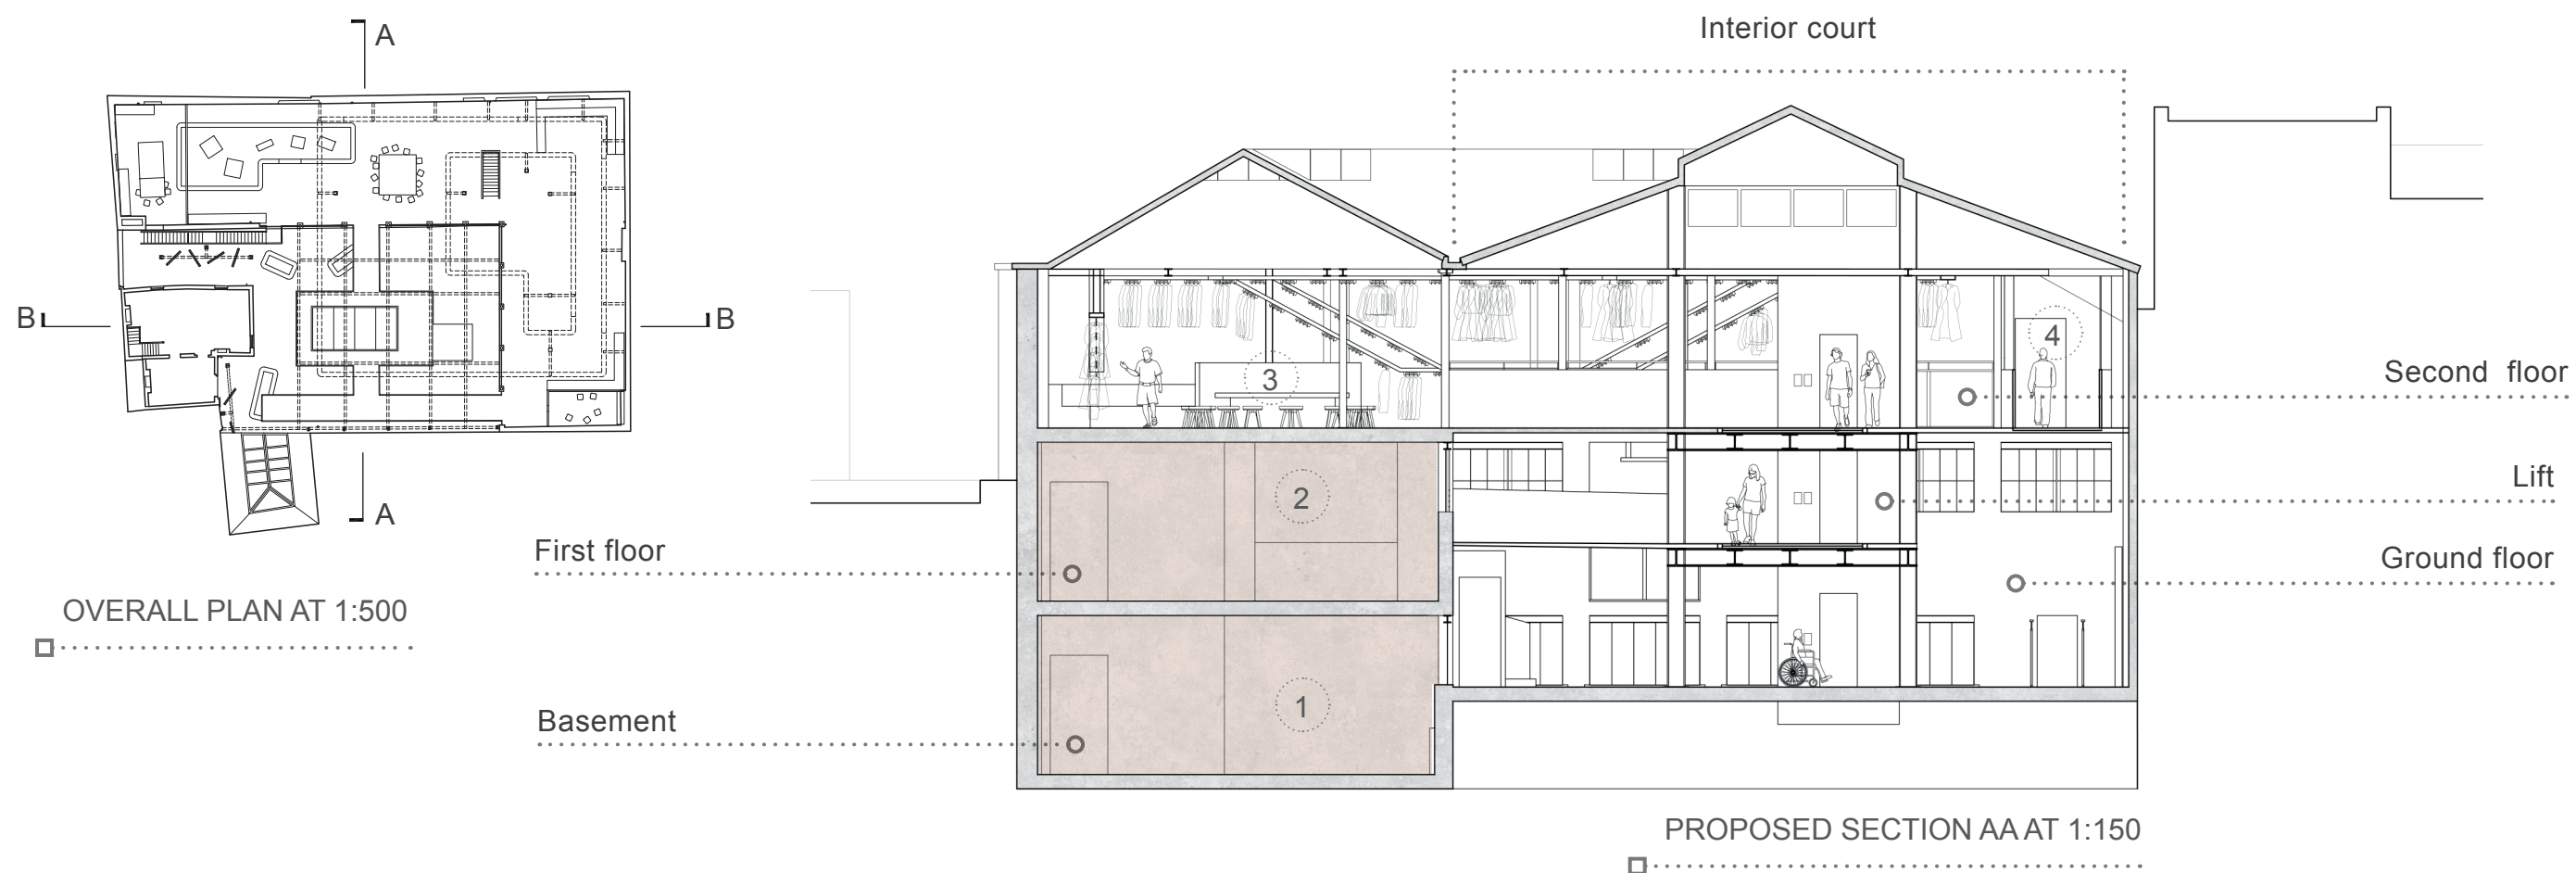 Interior court
A
B
B
A
3
4
Second floor
2
Lift
First floor
Ground floor
OVERALL PLAN AT 1:500
1
Basement
PROPOSED SECTION AA AT 1:150